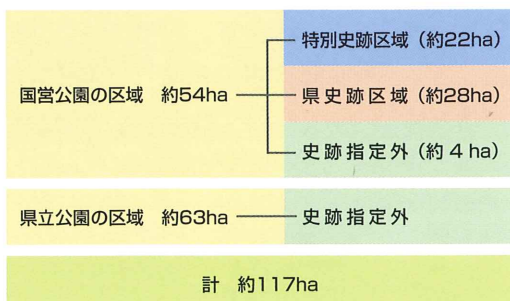 特別史跡区域(約22ha)
国営公園の区域 約54ha
県史跡区域(約28ha)
史跡指定外(約4ha)
県立公園の区域 約63ha
史跡指定外
計 約117ha